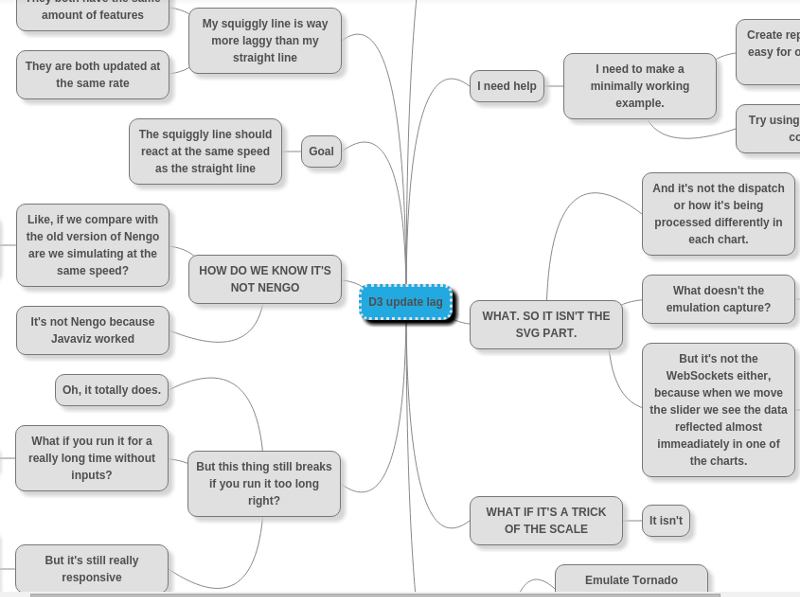 They both have the same
amount of features
They are both updated at
the same rate
My squiggly line is way
more laggy than my
straight line
The squiggly line should
react at the same speed
as the straight line
Goal
Like, if we compare with
the old version of Nengo
are we simulating at the
same speed?
It's not Nengo because
Javaviz worked
HOW DO WE KNOW IT'S
NOT NENGO
Oh, it totally does.
What if you run it for a
really long time without
inputs?
But it's still really
responsive
But this thing still breaks
if you run it too long
right?
D3 update lag
I need help
I need to make a
minimally working
example.
Create rep
easy for o
Try using
co
WHAT. SO IT ISN'T THE
SVG PART.
And it's not the dispatch
or how it's being
processed differently in
each chart.
What doesn't the
emulation capture?
But it's not the
WebSockets either,
because when we move
the slider we see the data
reflected almost
immeadiately in one of
the charts.
WHAT IF IT'S A TRICK
OF THE SCALE
It isn't
Emulate Tornado